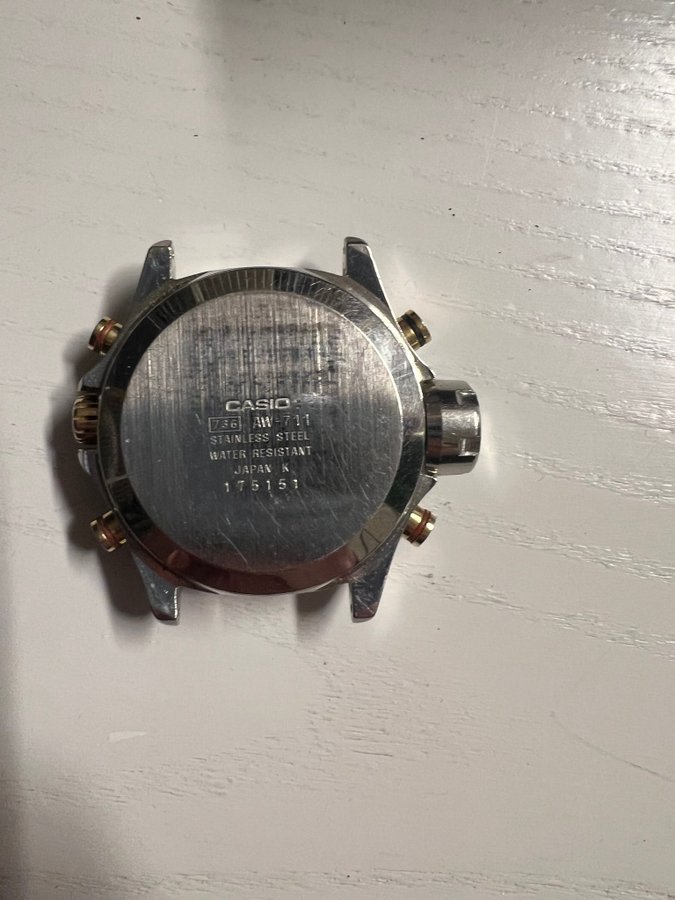 CASIO
736 AW-711
STAINLESS STEEL
WATER RESISTANT
JAPAN K
175151